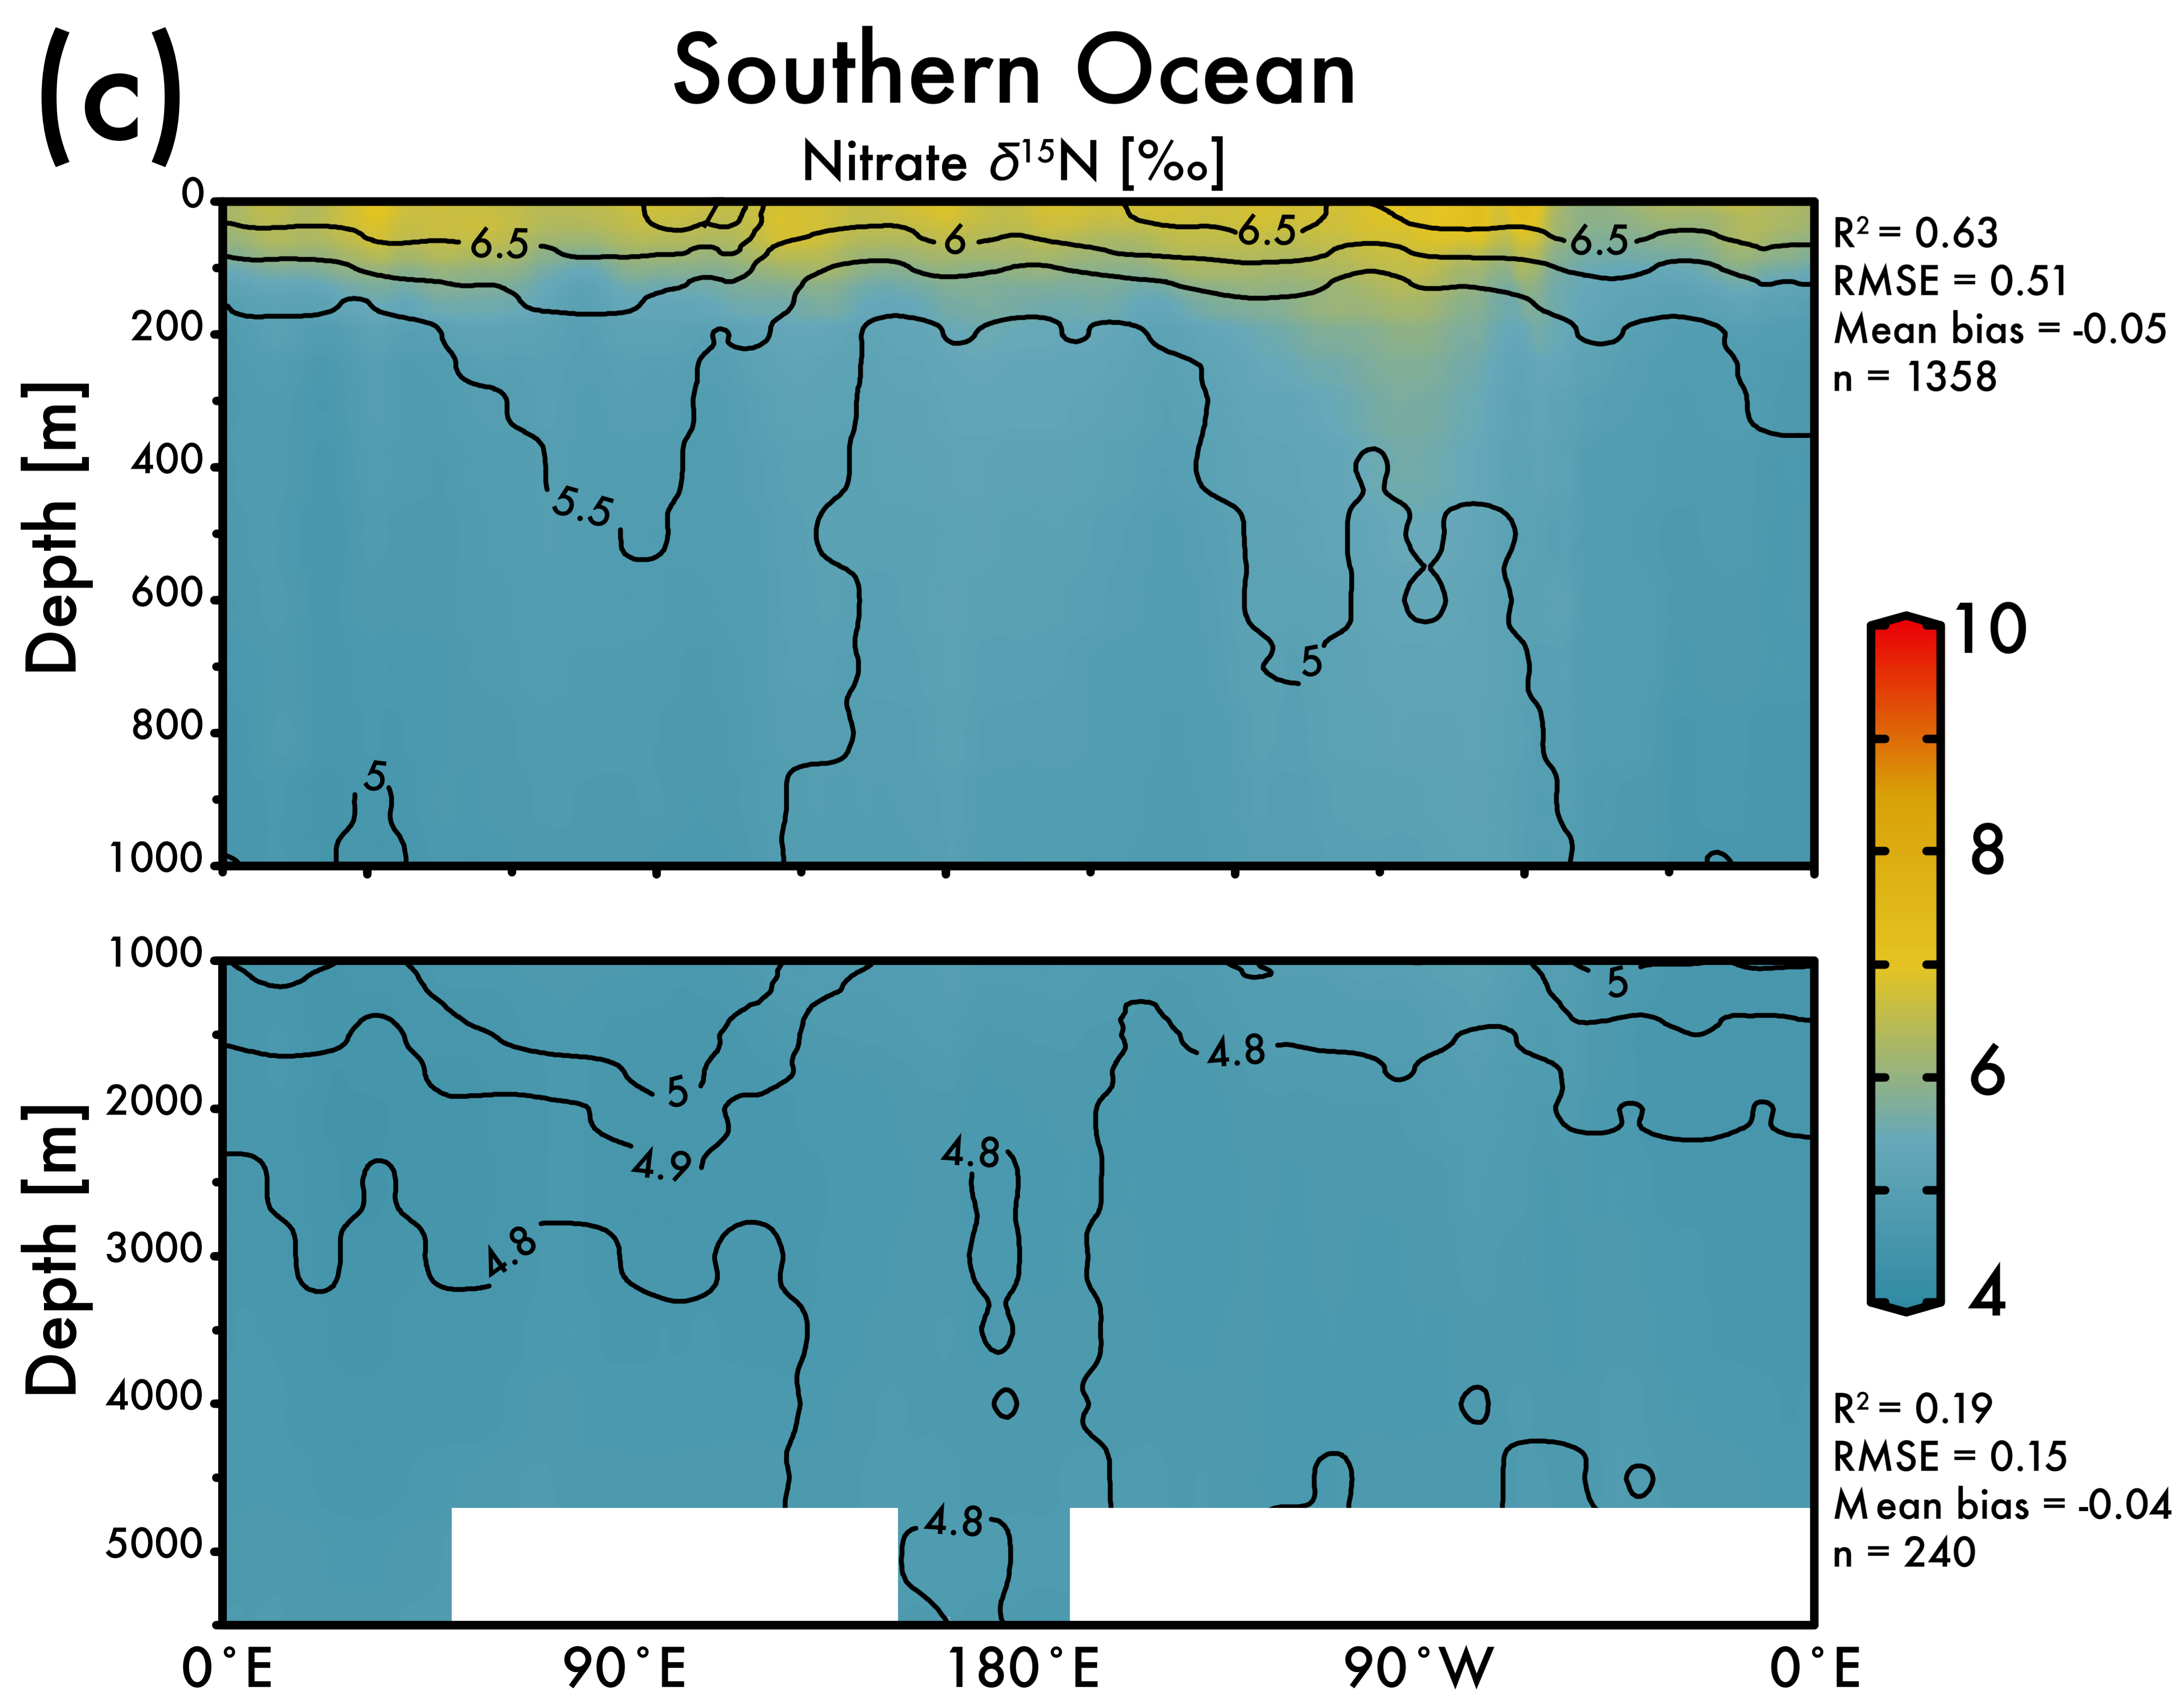 (c)
Southern Ocean
Nitrate δ¹⁵N [‰]
0
200
400
600
800
1000
Depth [m]
6.5
6
6.5
6.5
5.5
5
5
R² = 0.63
RMSE = 0.51
Mean bias = -0.05
n = 1358
10
8
6
4
1000
2000
3000
4000
5000
Depth [m]
5
4.8
5
4.8
4.9
4.8
4.8
R² = 0.19
RMSE = 0.15
Mean bias = -0.04
n = 240
0°E
90°E
180°E
90°W
0°E